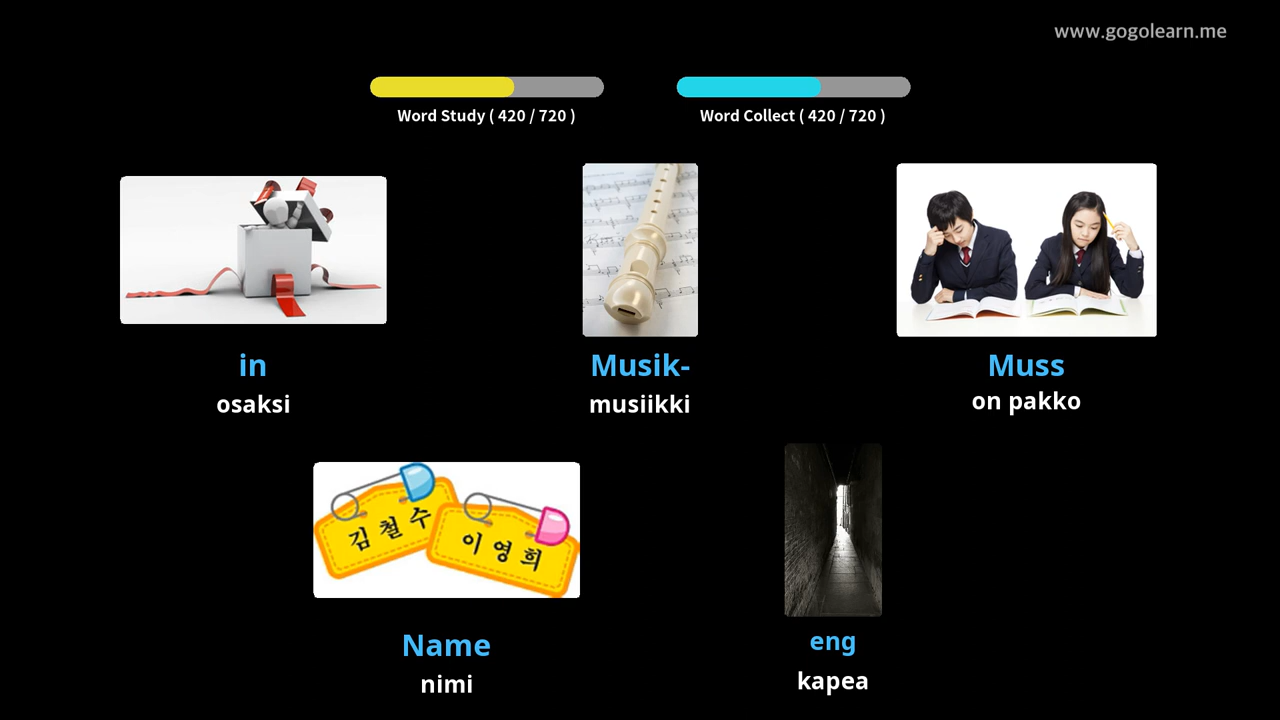 www.gogolearn.me
Word Study ( 420 / 720 )
Word Collect ( 420 / 720 )
in
osaksi
Musik-
musiikki
Muss
on pakko
김철수
이영희
Name
nimi
eng
kapea